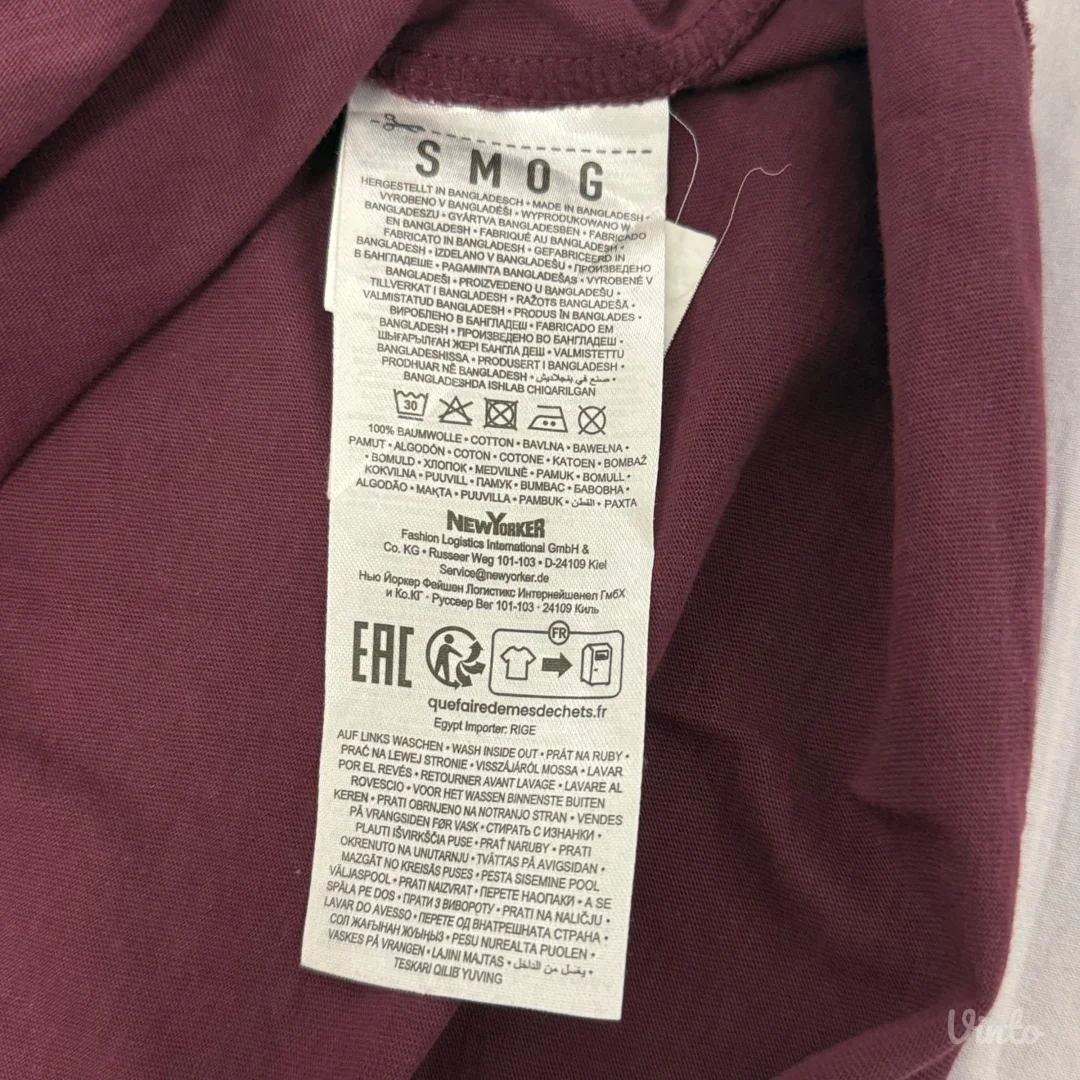 SMOG
HERGESTELLT IN BANGLADESCH • MADE IN BANGLADESH •
VYROBENO V BANGLADÉŠI • WYPRODUKOWANO W
BANGLADESZU • GYÁRTVA BANGLADESBEN • FABRICADO
EN BANGLADESH • FABRIQUÉ AU BANGLADESH •
FABRICATO IN BANGLADESH • GEFABRICEERD IN
BANGLADESH • IZDELANO V BANGLADEŠU • ПРОИЗВЕДЕНО
В БАНГЛАДЕШЕ • PAGAMINTA BANGLADEŠAS • VYROBENÉ V
BANGLADÉŠI • PROIZVEDENO U BANGLADEŠU •
TILLVERKAT I BANGLADESH • RAŽOTS BANGLADEŠĀ •
VALMISTATUD BANGLADESH • PRODUS ÎN BANGLADES •
ВИРОБЛЕНО В БАНГЛАДЕШ • FABRICADO EM
BANGLADESH • ПРОИЗВЕДЕНО ВО БАНГЛАДЕШ •
ШЫҒАРЫЛҒАН ЖЕРІ БАНГЛА ДЕШ • VALMISTETTU
BANGLADESHISSA • PRODUSERT I BANGLADESH •
PRODHUAR NË BANGLADESH • صنع في بنجلاديش •
BANGLADESHDA ISHLAB CHIQARILGAN
30
100% BAUMWOLLE • COTTON • BAVLNA • BAWEŁNA •
PAMUT • ALGODÓN • COTON • COTONE • KATOEN • BOMBAŽ
• BOMULD • ХЛОПОК • MEDVILNĖ • PAMUK • BOMULL •
KOKVILNA • PUUVILL • ПАМУК • BUMBAC • БАВОВНА •
ALGODÃO • МАҚТА • PUUVILLA • PAMBUK • القطن • PAXTA
NEWYORKER
Fashion Logistics International GmbH &
Co. KG • Russeer Weg 101-103 • D-24109 Kiel
Service@newyorker.de
Нью Йоркер Фейшен Логистикс Интернейшенел ГмбХ
и Ко.КГ · Руссеер Вег 101-103 · 24109 Киль
EAC
FR
quefairedemesdechets.fr
Egypt Importer: RIGE
AUF LINKS WASCHEN • WASH INSIDE OUT • PRÁT NA RUBY •
PRAĆ NA LEWEJ STRONIE • VISSZÁJÁRÓL MOSSA • LAVAR
POR EL REVÉS • RETOURNER AVANT LAVAGE • LAVARE AL
ROVESCIO • VOOR HET WASSEN BINNENSTE BUITEN
KEREN • PRATI OBRNJENO NA NOTRANJO STRAN • VENDES
PÅ VRANGSIDEN FØR VASK • СТИРАТЬ С ИЗНАНКИ •
PLAUTI IŠVIRKŠČIA PUSE • PRAŤ NARUBY • PRATI
OKRENUTO NA UNUTARNJU • TVÄTTAS PÅ AVIGSIDAN •
MAZGĀT NO KREISĀS PUSES • PESTA SISEMINE POOL
VÄLJASPOOL • PRATI NAIZVRAT • ПЕРЕТЕ НАОПАКИ • A SE
SPĂLA PE DOS • ПРАТИ З ВИВОРОТУ • PRATI NA NALIČJU •
LAVAR DO AVESSO • ПЕРЕТЕ ОД ВНАТРЕШНАТА СТРАНА •
СОЛ ЖАҒЫНАН ЖУЫҢЫЗ • PESU NUREALTA PUOLEN •
VASKES PÅ VRANGEN • LAJINI MAJTAS • يغسل من الداخل •
TESKARI QILIB YUVING
Vinto